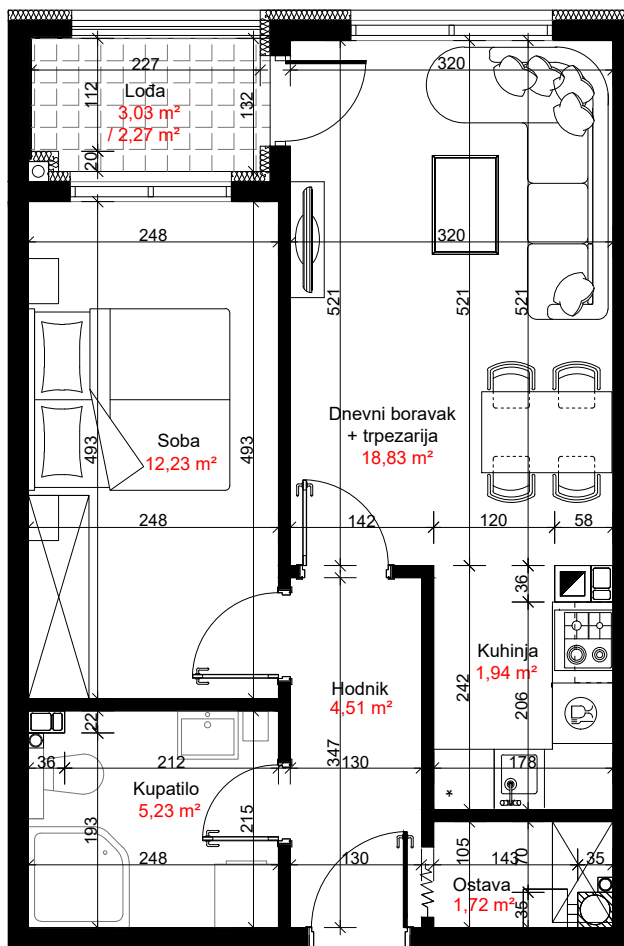 227
320
Lođa
3,03 m²
/ 2,27 m²
112
132
20
248
320
521
521
521
Dnevni boravak
+ trpezarija
18,83 m²
Soba
12,23 m²
493
493
248
142
120
58
36
Kuhinja
1,94 m²
242
206
Hodnik
4,51 m²
347
22
36
212
130
178
*
Kupatilo
5,23 m²
193
215
248
130
105
143
70
35
Ostava
1,72 m²
35